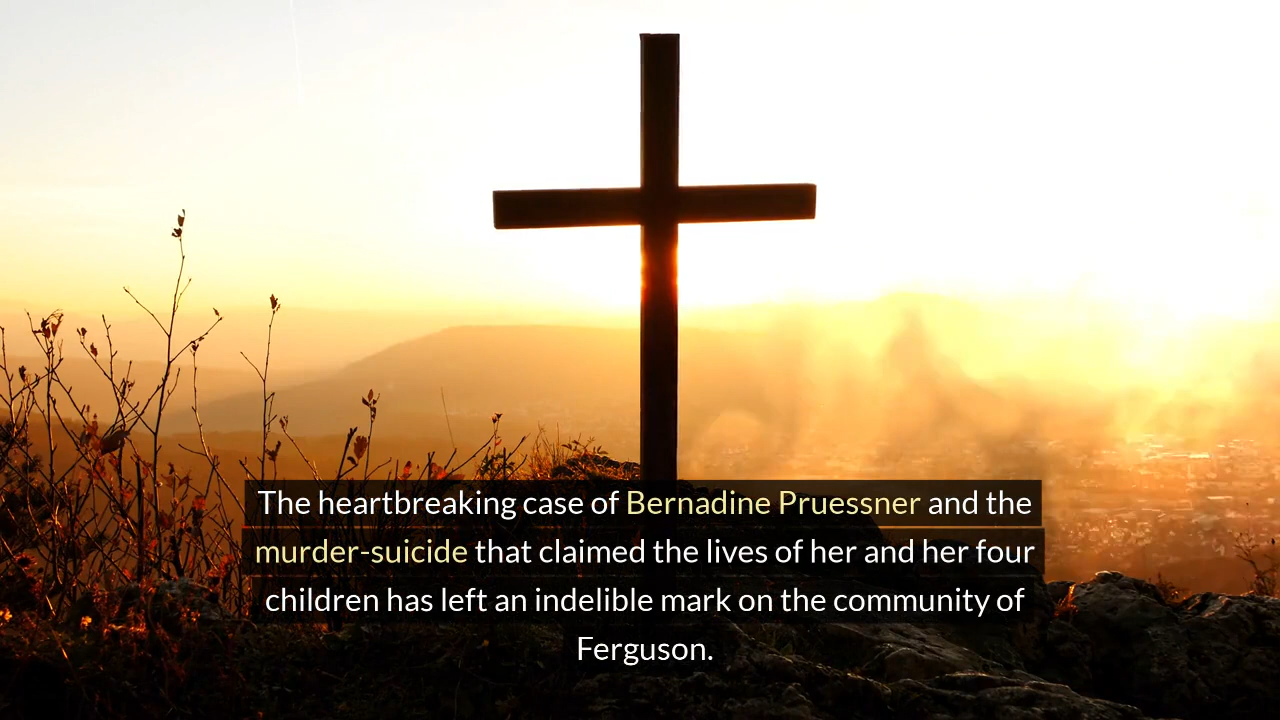 The heartbreaking case of Bernadine Pruessner and the
murder-suicide that claimed the lives of her and her four
children has left an indelible mark on the community of
Ferguson.